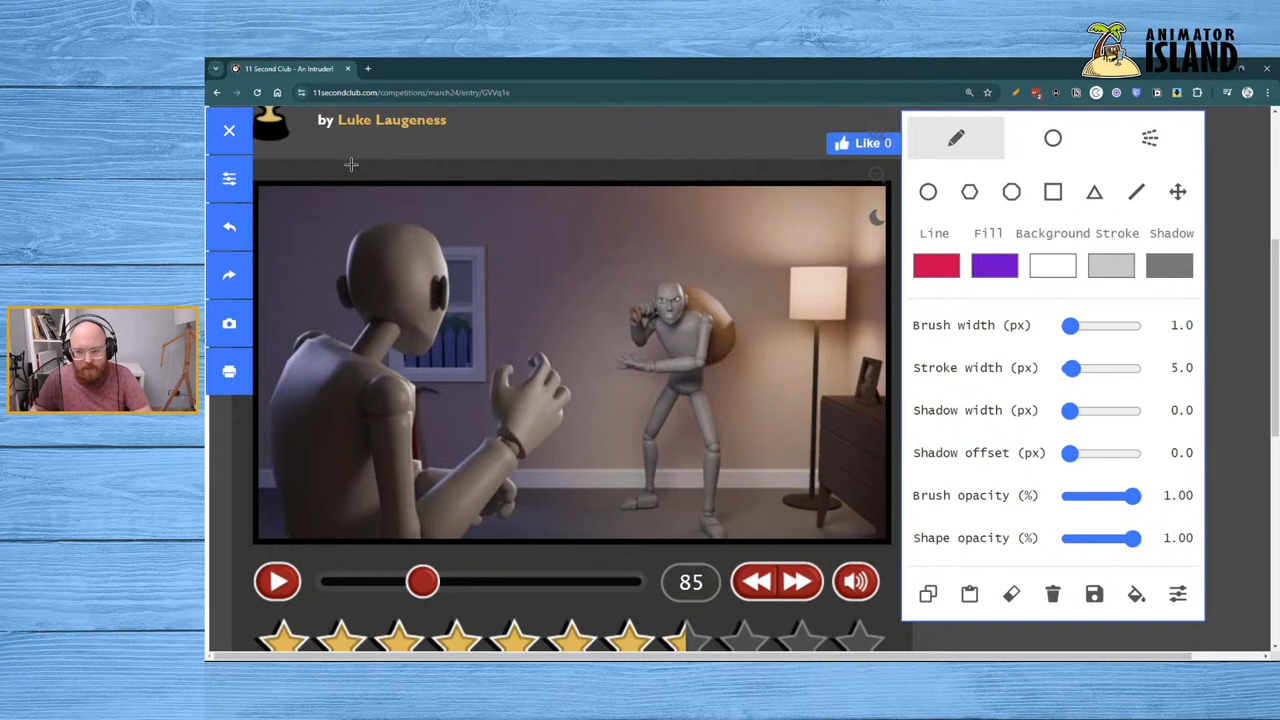 ANIMATOR
ISLAND
11 Second Club - An Intruder!
11secondclub.com/competitions/march24/entry/GVVq1e
by Luke Laugeness
Like 0
Line Fill Background Stroke Shadow
Brush width (px) 1.0
Stroke width (px) 5.0
Shadow width (px) 0.0
Shadow offset (px) 0.0
Brush opacity (%) 1.00
Shape opacity (%) 1.00
85